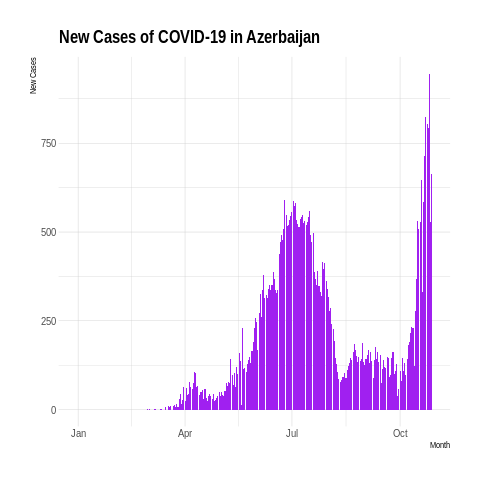 New Cases of COVID-19 in Azerbaijan
New Cases
750
500
250
0
Jan Apr Jul Oct
Month